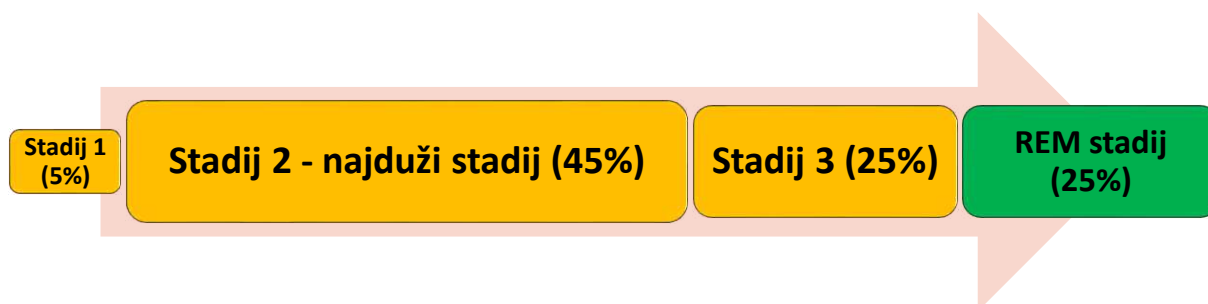 Stadij 1
(5%)
Stadij 2 - najduži stadij (45%)
Stadij 3 (25%)
REM stadij
(25%)